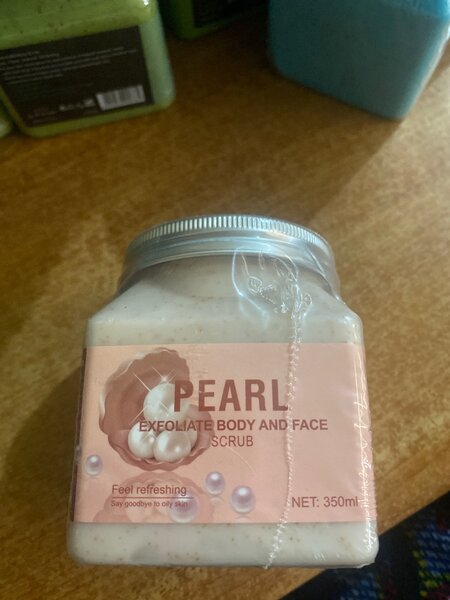 PEARL
EXFOLIATE BODY AND FACE
SCRUB
Feel refreshing
Say goodbye to oily skin
NET: 350ml